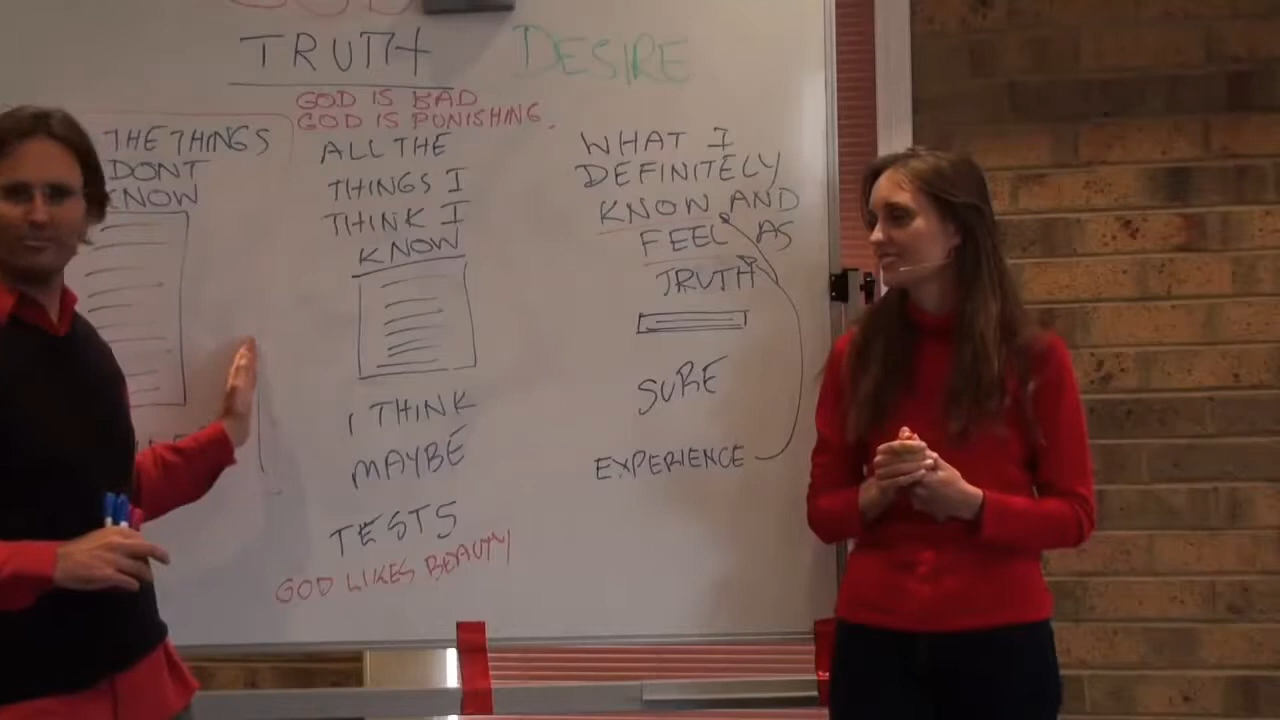 GOD
TRUTH
DESIRE
GOD IS BAD
GOD IS PUNISHING.
THE THINGS
DONT
KNOW
ALL THE
THINGS I
THINK I
KNOW
I THINK
MAYBE
TESTS
GOD LIKES BEAUTY
WHAT I
DEFINITELY
KNOW AND
FEEL AS
TRUTH
SURE
EXPERIENCE